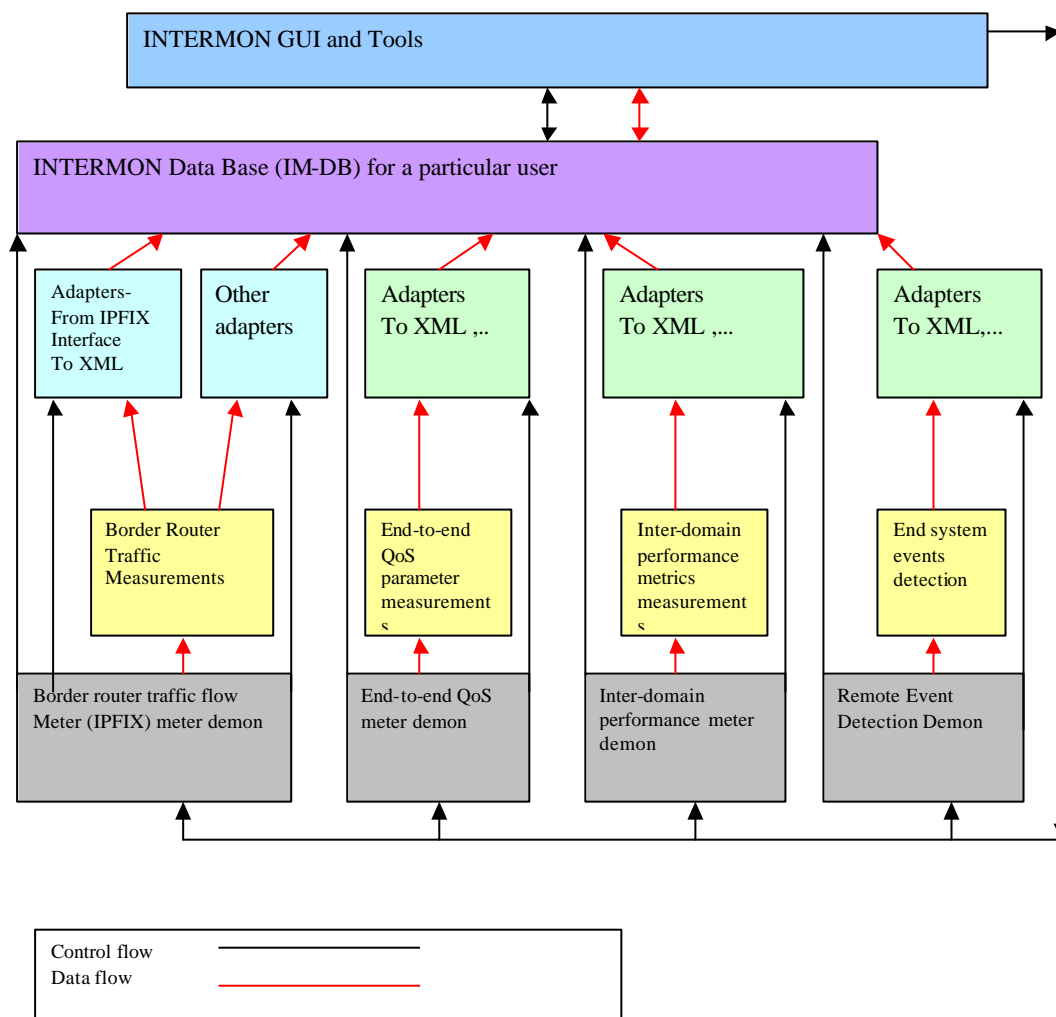 INTERMON GUI and Tools
INTERMON Data Base (IM-DB) for a particular user
Adapters-
From IPFIX
Interface
To XML
Other
adapters
Adapters
To XML ,..
Adapters
To XML ,...
Adapters
To XML,...
Border Router
Traffic
Measurements
End-to-end
QoS
parameter
measurement
s
Inter-domain
performance
metrics
measurement
s
End system
events
detection
Border router traffic flow
Meter (IPFIX) meter demon
End-to-end QoS
meter demon
Inter-domain
performance meter
demon
Remote Event
Detection Demon
Control flow
Data flow